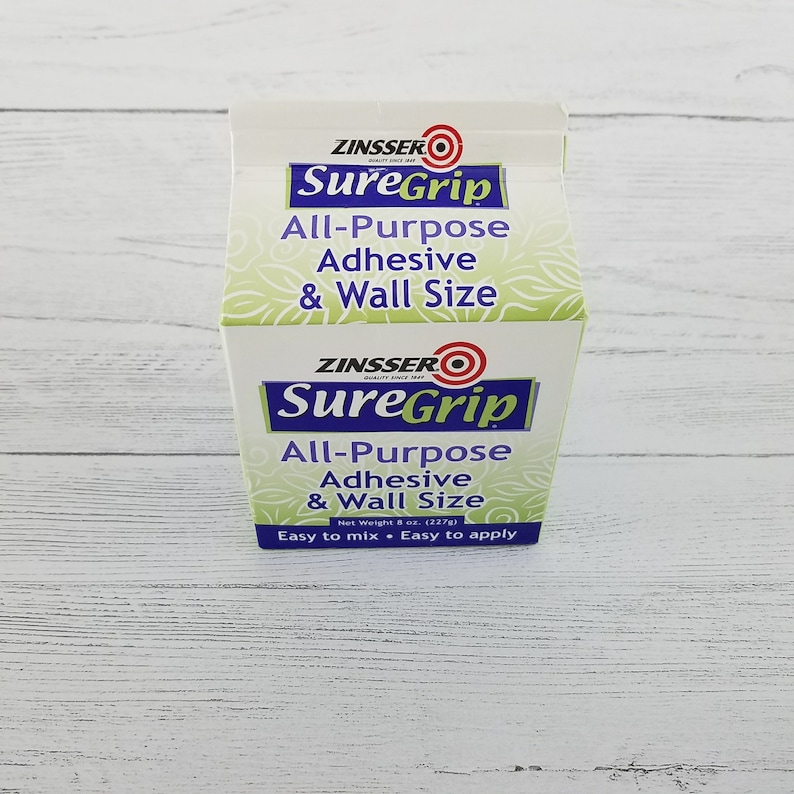 ZINSSER®
QUALITY SINCE 1849
SureGrip®
All-Purpose
Adhesive
& Wall Size
ZINSSER®
QUALITY SINCE 1849
SureGrip®
All-Purpose
Adhesive
& Wall Size
Net Weight 8 oz. (227g)
Easy to mix • Easy to apply